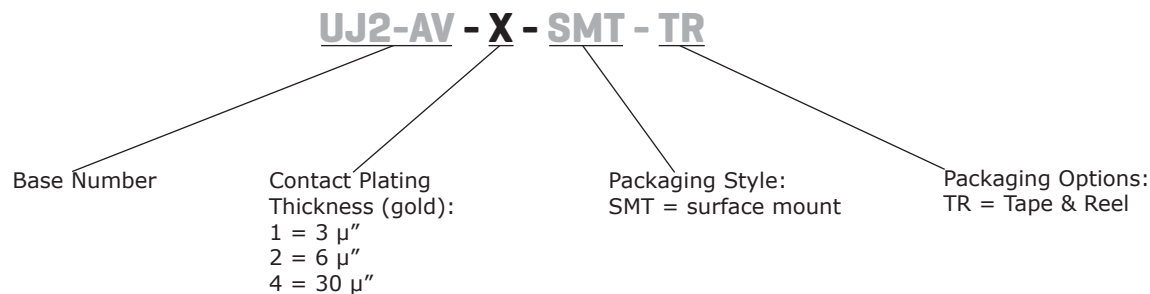 UJ2-AV - X - SMT - TR
Base Number
Contact Plating
Thickness (gold):
1 = 3 µ"
2 = 6 µ"
4 = 30 µ"
Packaging Style:
SMT = surface mount
Packaging Options:
TR = Tape & Reel